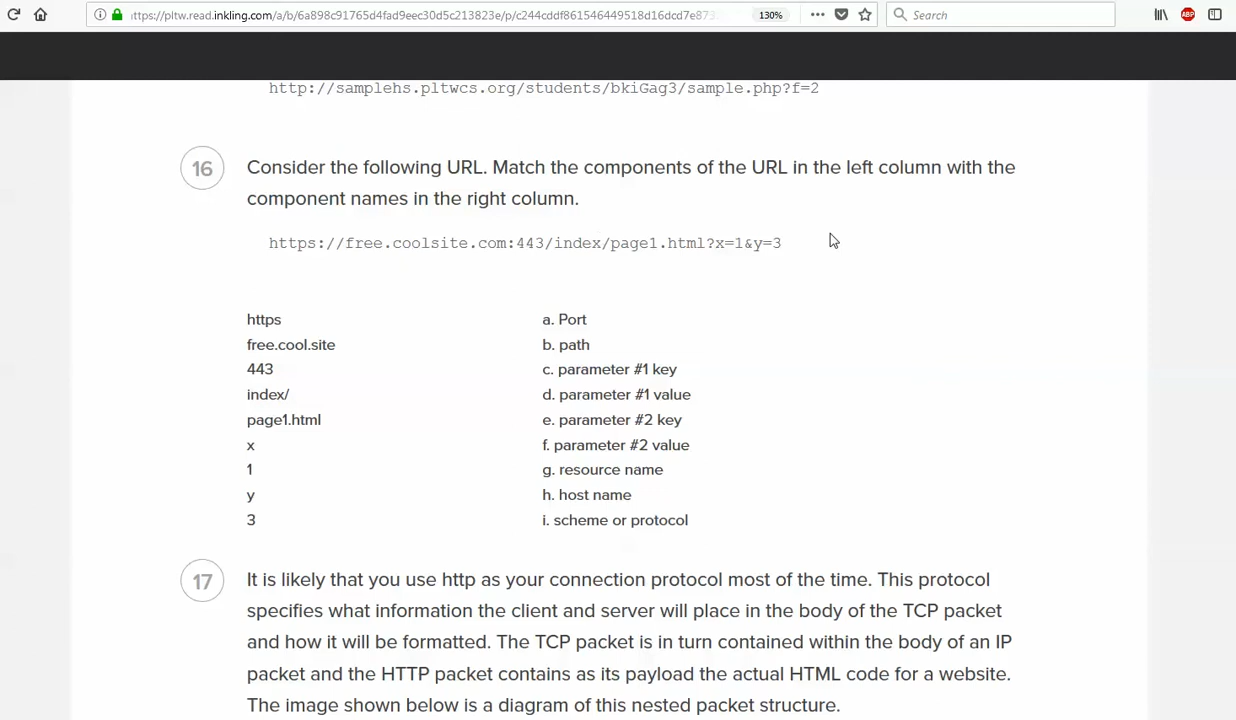 https://pltw.read.inkling.com/a/b/6a898c91765d4fad9eec30d5c213823e/p/c244cddf861546449518d16dcd7e873 130% Search ABP
http://samplehs.pltwcs.org/students/bkiGag3/sample.php?f=2
16 Consider the following URL. Match the components of the URL in the left column with the
component names in the right column.
https://free.coolsite.com:443/index/page1.html?x=1&y=3
https a. Port
free.cool.site b. path
443 c. parameter #1 key
index/ d. parameter #1 value
page1.html e. parameter #2 key
x f. parameter #2 value
1 g. resource name
y h. host name
3 i. scheme or protocol
17 It is likely that you use http as your connection protocol most of the time. This protocol
specifies what information the client and server will place in the body of the TCP packet
and how it will be formatted. The TCP packet is in turn contained within the body of an IP
packet and the HTTP packet contains as its payload the actual HTML code for a website.
The image shown below is a diagram of this nested packet structure.